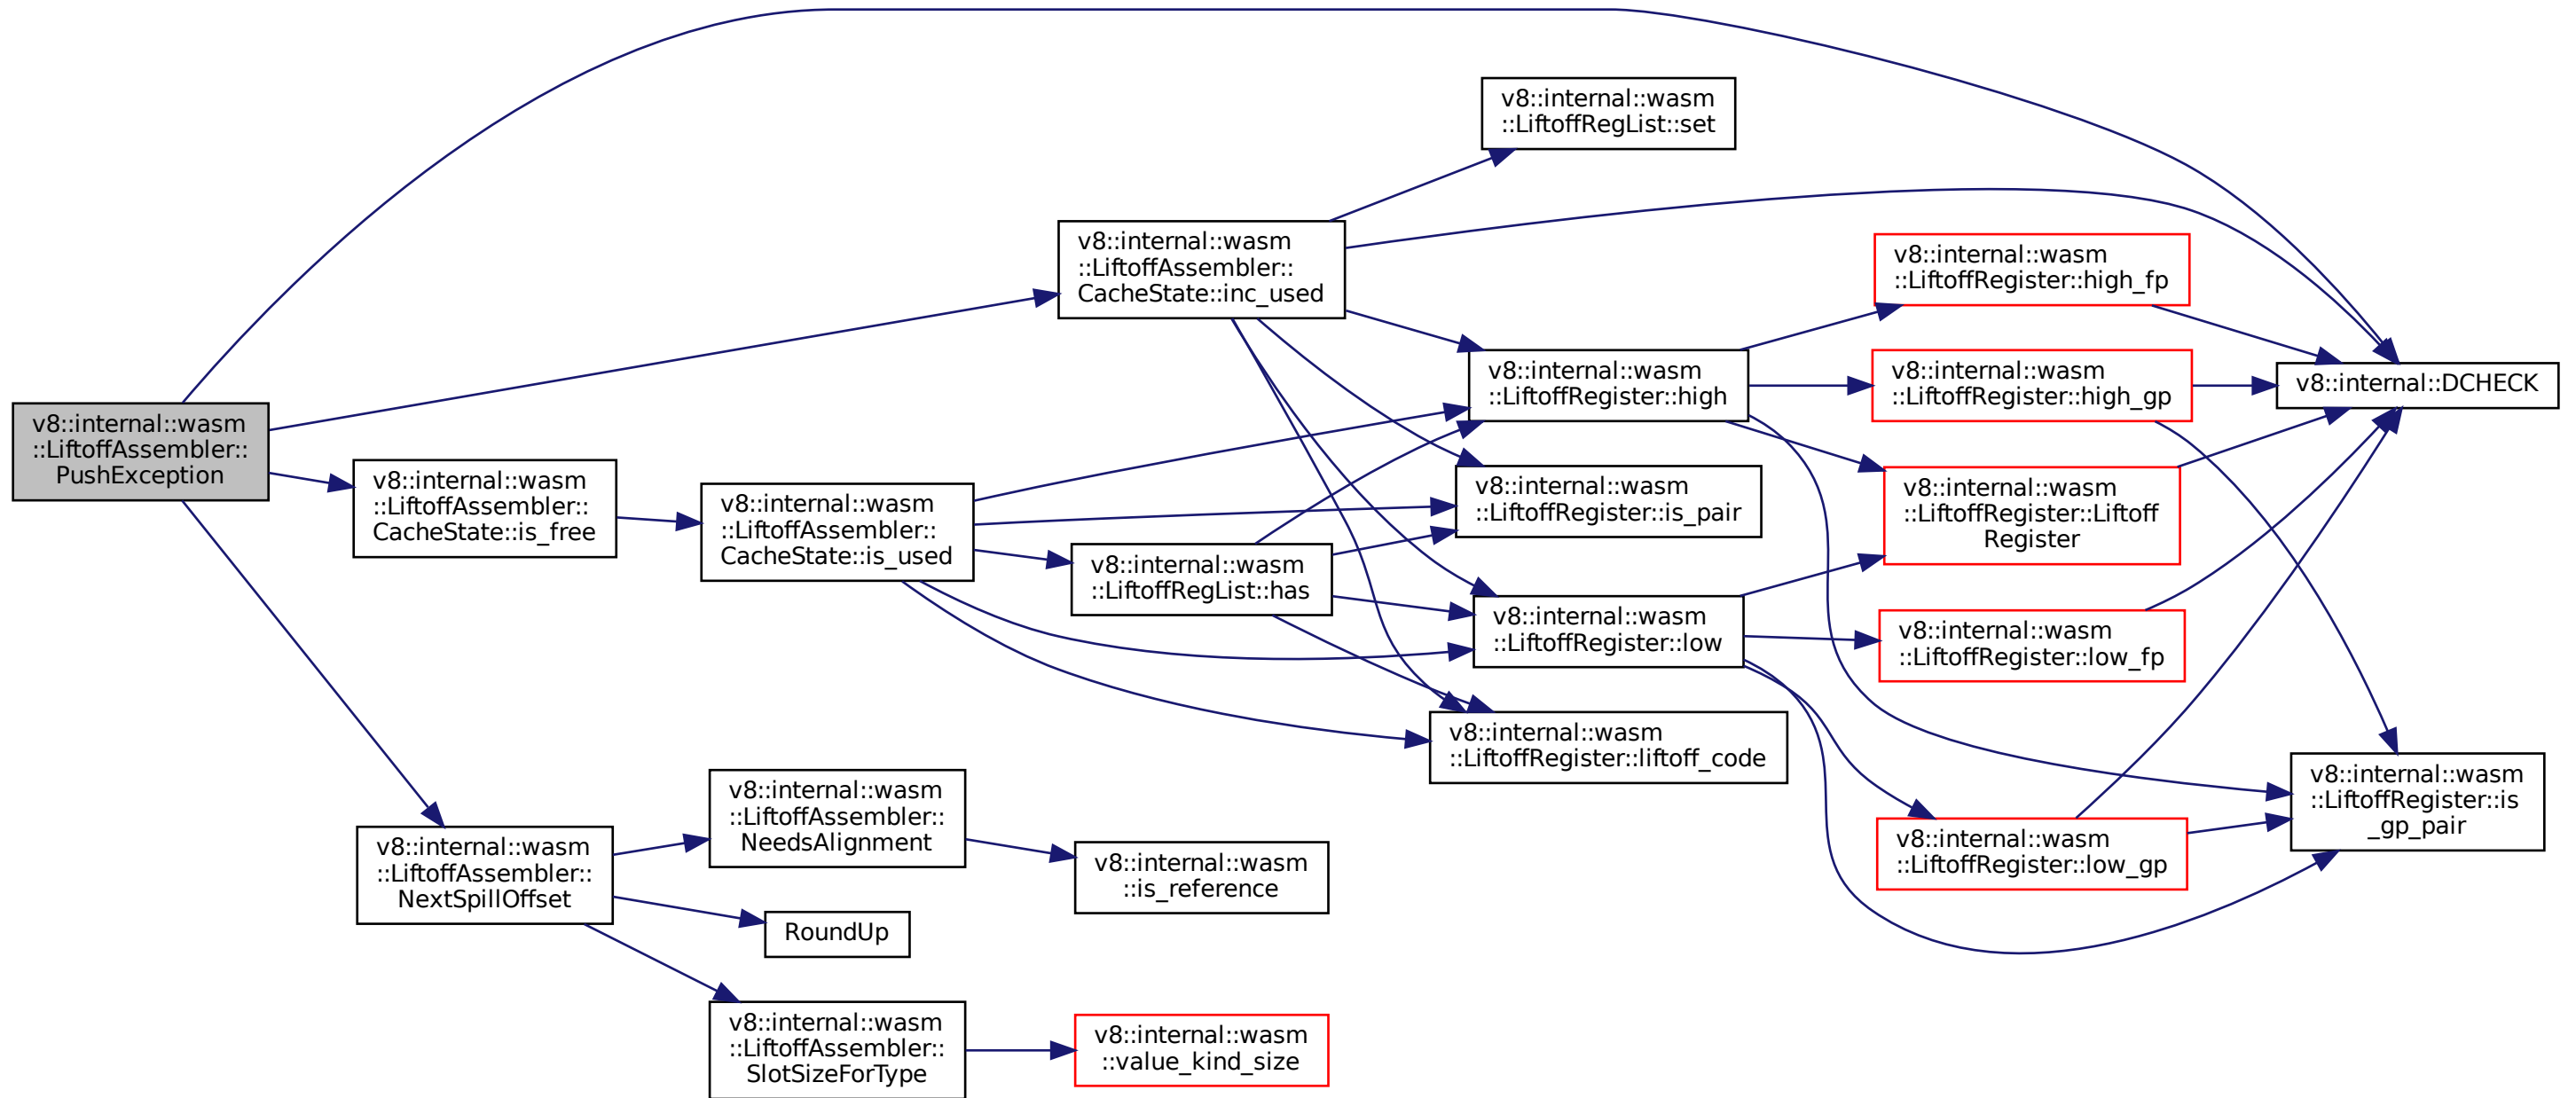 v8::internal::wasm
::LiftoffAssembler::
PushException
v8::internal::wasm
::LiftoffAssembler::
CacheState::is_free
v8::internal::wasm
::LiftoffAssembler::
NextSpillOffset
v8::internal::wasm
::LiftoffAssembler::
CacheState::is_used
v8::internal::wasm
::LiftoffAssembler::
NeedsAlignment
RoundUp
v8::internal::wasm
::LiftoffAssembler::
SlotSizeForType
v8::internal::wasm
::LiftoffAssembler::
CacheState::inc_used
v8::internal::wasm
::LiftoffRegList::has
v8::internal::wasm
::is_reference
v8::internal::wasm
::value_kind_size
v8::internal::wasm
::LiftoffRegList::set
v8::internal::wasm
::LiftoffRegister::high
v8::internal::wasm
::LiftoffRegister::is_pair
v8::internal::wasm
::LiftoffRegister::low
v8::internal::wasm
::LiftoffRegister::liftoff_code
v8::internal::wasm
::LiftoffRegister::high_fp
v8::internal::wasm
::LiftoffRegister::high_gp
v8::internal::wasm
::LiftoffRegister::Liftoff
Register
v8::internal::wasm
::LiftoffRegister::low_fp
v8::internal::wasm
::LiftoffRegister::low_gp
v8::internal::DCHECK
v8::internal::wasm
::LiftoffRegister::is
_gp_pair